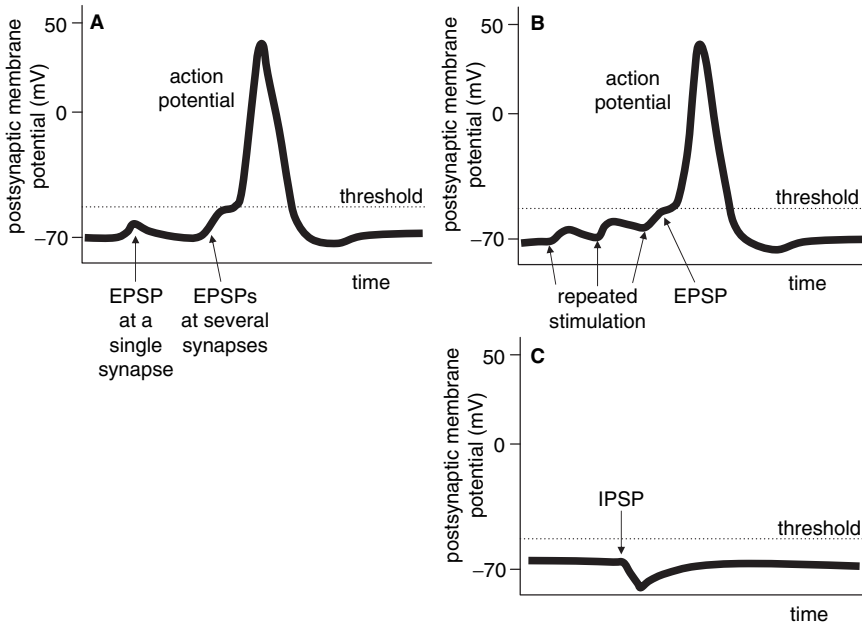 A
postsynaptic membrane
potential (mV)
50
0
–70
action
potential
threshold
time
EPSP
at a
single
synapse
EPSPs
at several
synapses
B
postsynaptic membrane
potential (mV)
50
0
–70
action
potential
threshold
time
repeated
stimulation
EPSP
C
postsynaptic membrane
potential (mV)
50
0
–70
IPSP
threshold
time